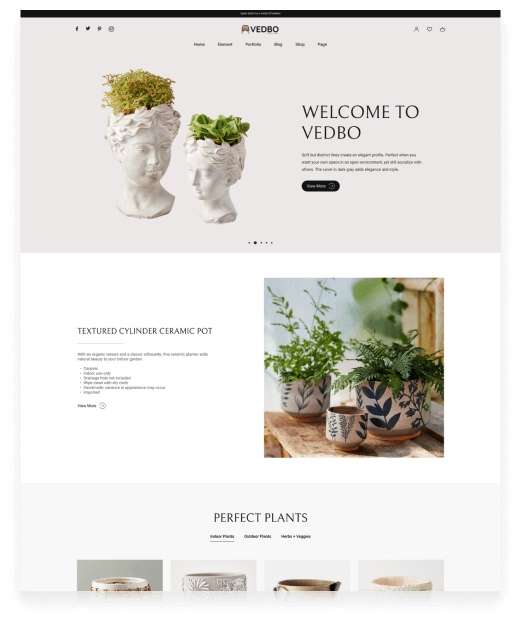 VEDBO
Home Element Portfolio Blog Shop Page
WELCOME TO
VEDBO
Soft but distinct lines create an elegant profile. Perfect when you
want your own space in an open environment, yet still socialize with
others. The cover in dark grey adds elegance and style.
View More
TEXTURED CYLINDER CERAMIC POT
With an organic texture and a classic silhouette, this ceramic planter adds
natural beauty to your indoor garden.
• Ceramic
• Indoor use only
• Drainage hole not included
• Wipe clean with dry cloth
• Handmade; variance in appearance may occur
• Imported
View More
PERFECT PLANTS
Indoor Plants Outdoor Plants Herbs + Veggies